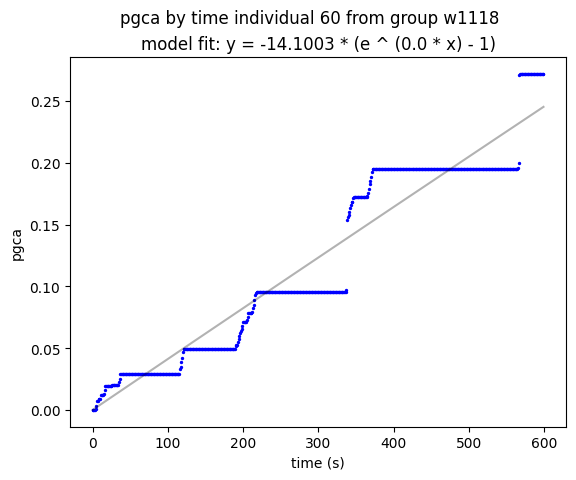 pgca by time individual 60 from group w1118
model fit: y = -14.1003 * (e ^ (0.0 * x) - 1)
0.25
0.20
0.15
0.10
0.05
0.00
pgca
0 100 200 300 400 500 600
time (s)